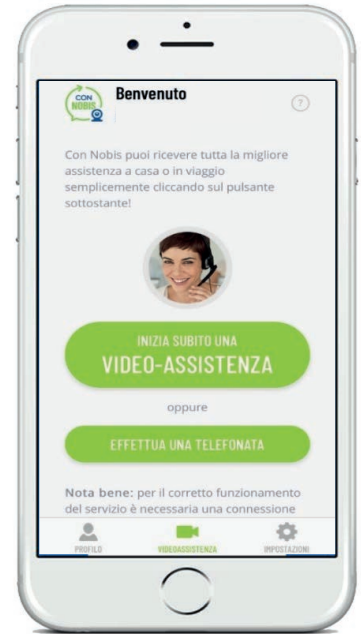 CON
NOBIS
Benvenuto
?
Con Nobis puoi ricevere tutta la migliore
assistenza a casa o in viaggio
semplicemente cliccando sul pulsante
sottostante!
INIZIA SUBITO UNA
VIDEO-ASSISTENZA
oppure
EFFETTUA UNA TELEFONATA
Nota bene: per il corretto funzionamento
del servizio è necessaria una connessione
PROFILO
VIDEOASSISTENZA
IMPOSTAZIONI